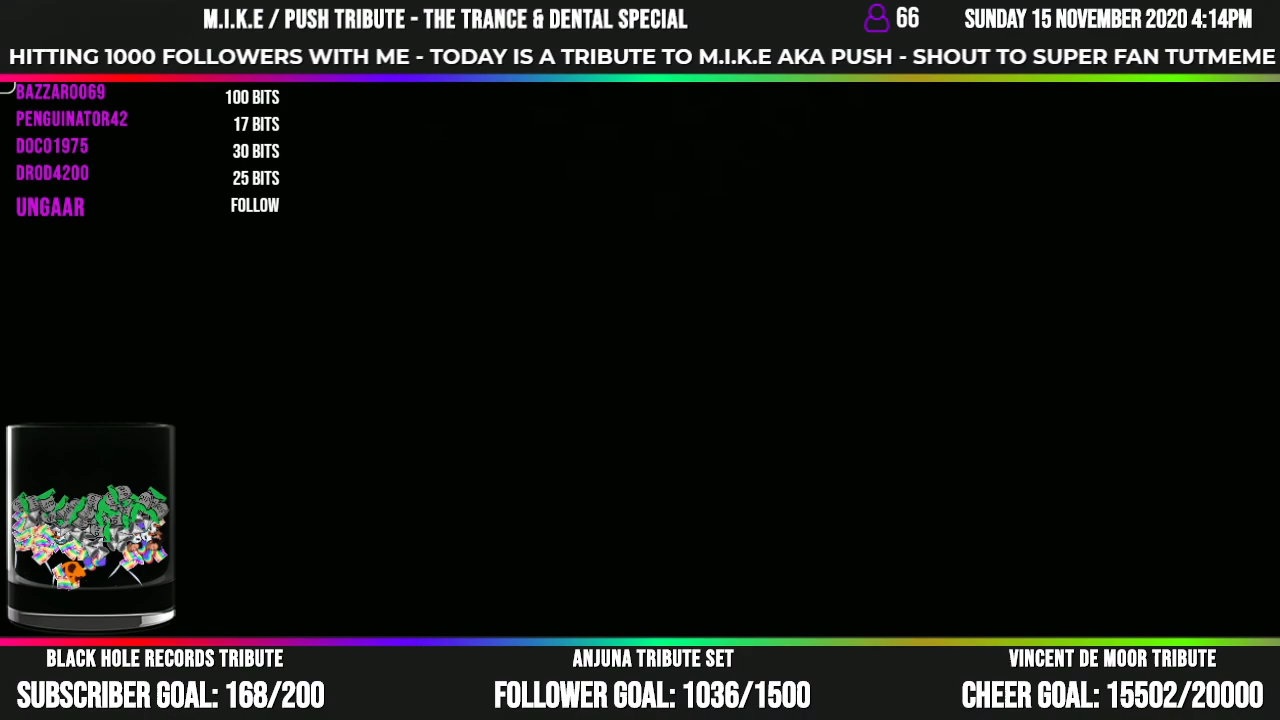 M.I.K.E / PUSH TRIBUTE - THE TRANCE & DENTAL SPECIAL
66
SUNDAY 15 NOVEMBER 2020 4:14PM
HITTING 1000 FOLLOWERS WITH ME - TODAY IS A TRIBUTE TO M.I.K.E AKA PUSH - SHOUT TO SUPER FAN TUTMEME
BAZZAROO69 100 BITS
PENGUINATOR42 17 BITS
DOCO1975 30 BITS
DROD4200 25 BITS
UNGAAR FOLLOW
BLACK HOLE RECORDS TRIBUTE
SUBSCRIBER GOAL: 168/200
ANJUNA TRIBUTE SET
FOLLOWER GOAL: 1036/1500
VINCENT DE MOOR TRIBUTE
CHEER GOAL: 15502/20000